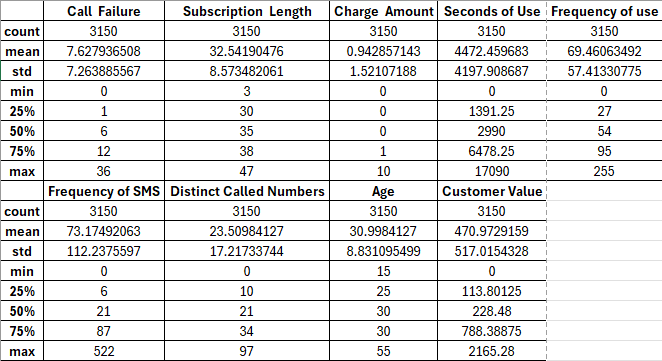 Call Failure Subscription Length Charge Amount Seconds of Use Frequency of use
count 3150 3150 3150 3150 3150
mean 7.627936508 32.54190476 0.942857143 4472.459683 69.46063492
std 7.263885567 8.573482061 1.52107188 4197.908687 57.41330775
min 0 3 0 0 0
25% 1 30 0 1391.25 27
50% 6 35 0 2990 54
75% 12 38 1 6478.25 95
max 36 47 10 17090 255
Frequency of SMS Distinct Called Numbers Age Customer Value
count 3150 3150 3150 3150
mean 73.17492063 23.50984127 30.9984127 470.9729159
std 112.2375597 17.21733744 8.831095499 517.0154328
min 0 0 15 0
25% 6 10 25 113.80125
50% 21 21 30 228.48
75% 87 34 30 788.38875
max 522 97 55 2165.28